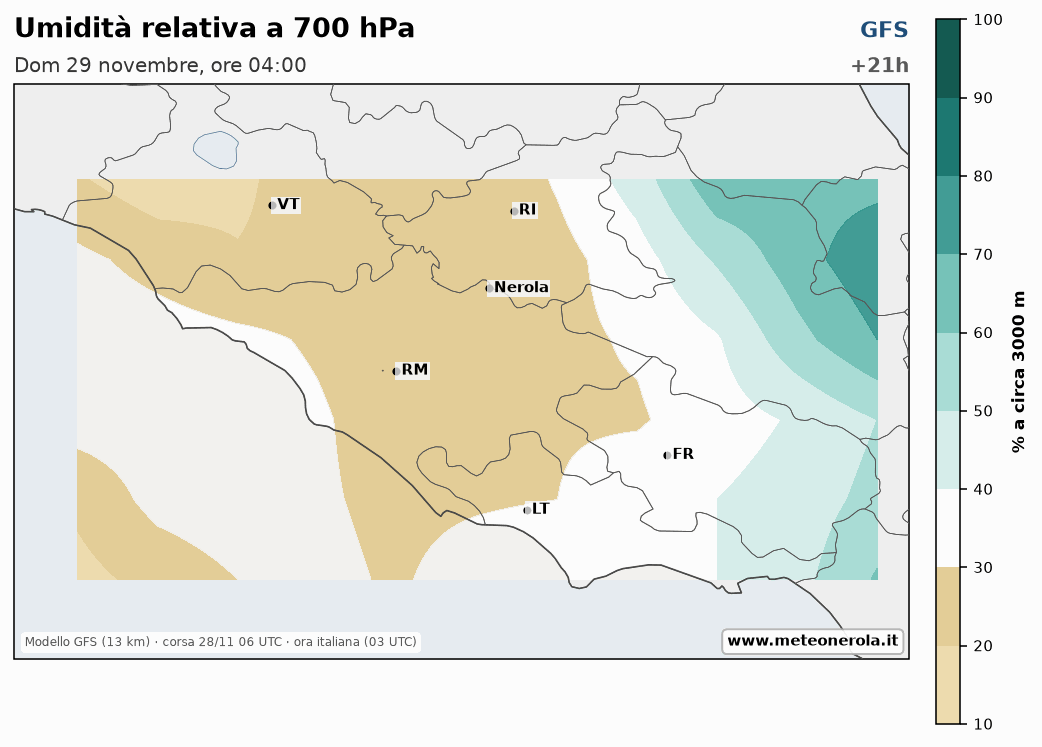 Umidità relativa a 700 hPa
GFS
Dom 29 novembre, ore 04:00
+21h
VT
RI
Nerola
RM
FR
LT
100
90
80
70
60
50
40
30
20
10
% a circa 3000 m
Modello GFS (13 km) · corsa 28/11 06 UTC · ora italiana (03 UTC)
www.meteonerola.it